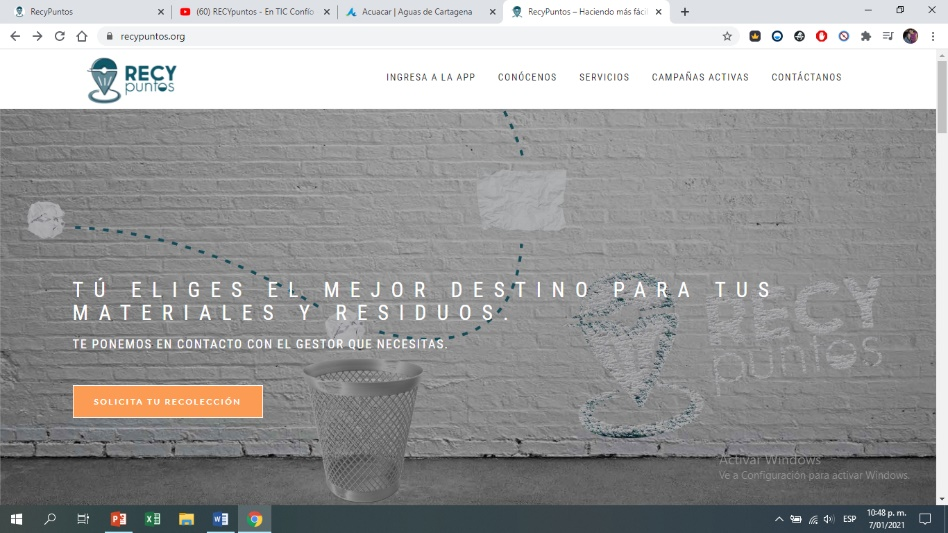 RecyPuntos
(60) RECYpuntos - En TIC Confío
Acuacar | Aguas de Cartagena
RecyPuntos – Haciendo más fácil
recypuntos.org
RECY
puntos
INGRESA A LA APP
CONÓCENOS
SERVICIOS
CAMPAÑAS ACTIVAS
CONTÁCTANOS
TÚ ELIGES EL MEJOR DESTINO PARA TUS
MATERIALES Y RESIDUOS.
TE PONEMOS EN CONTACTO CON EL GESTOR QUE NECESITAS.
RECY
puntos
SOLICITA TU RECOLECCIÓN
Activar Windows
Ve a Configuración para activar Windows.
ESP
10:48 p. m.
7/01/2021